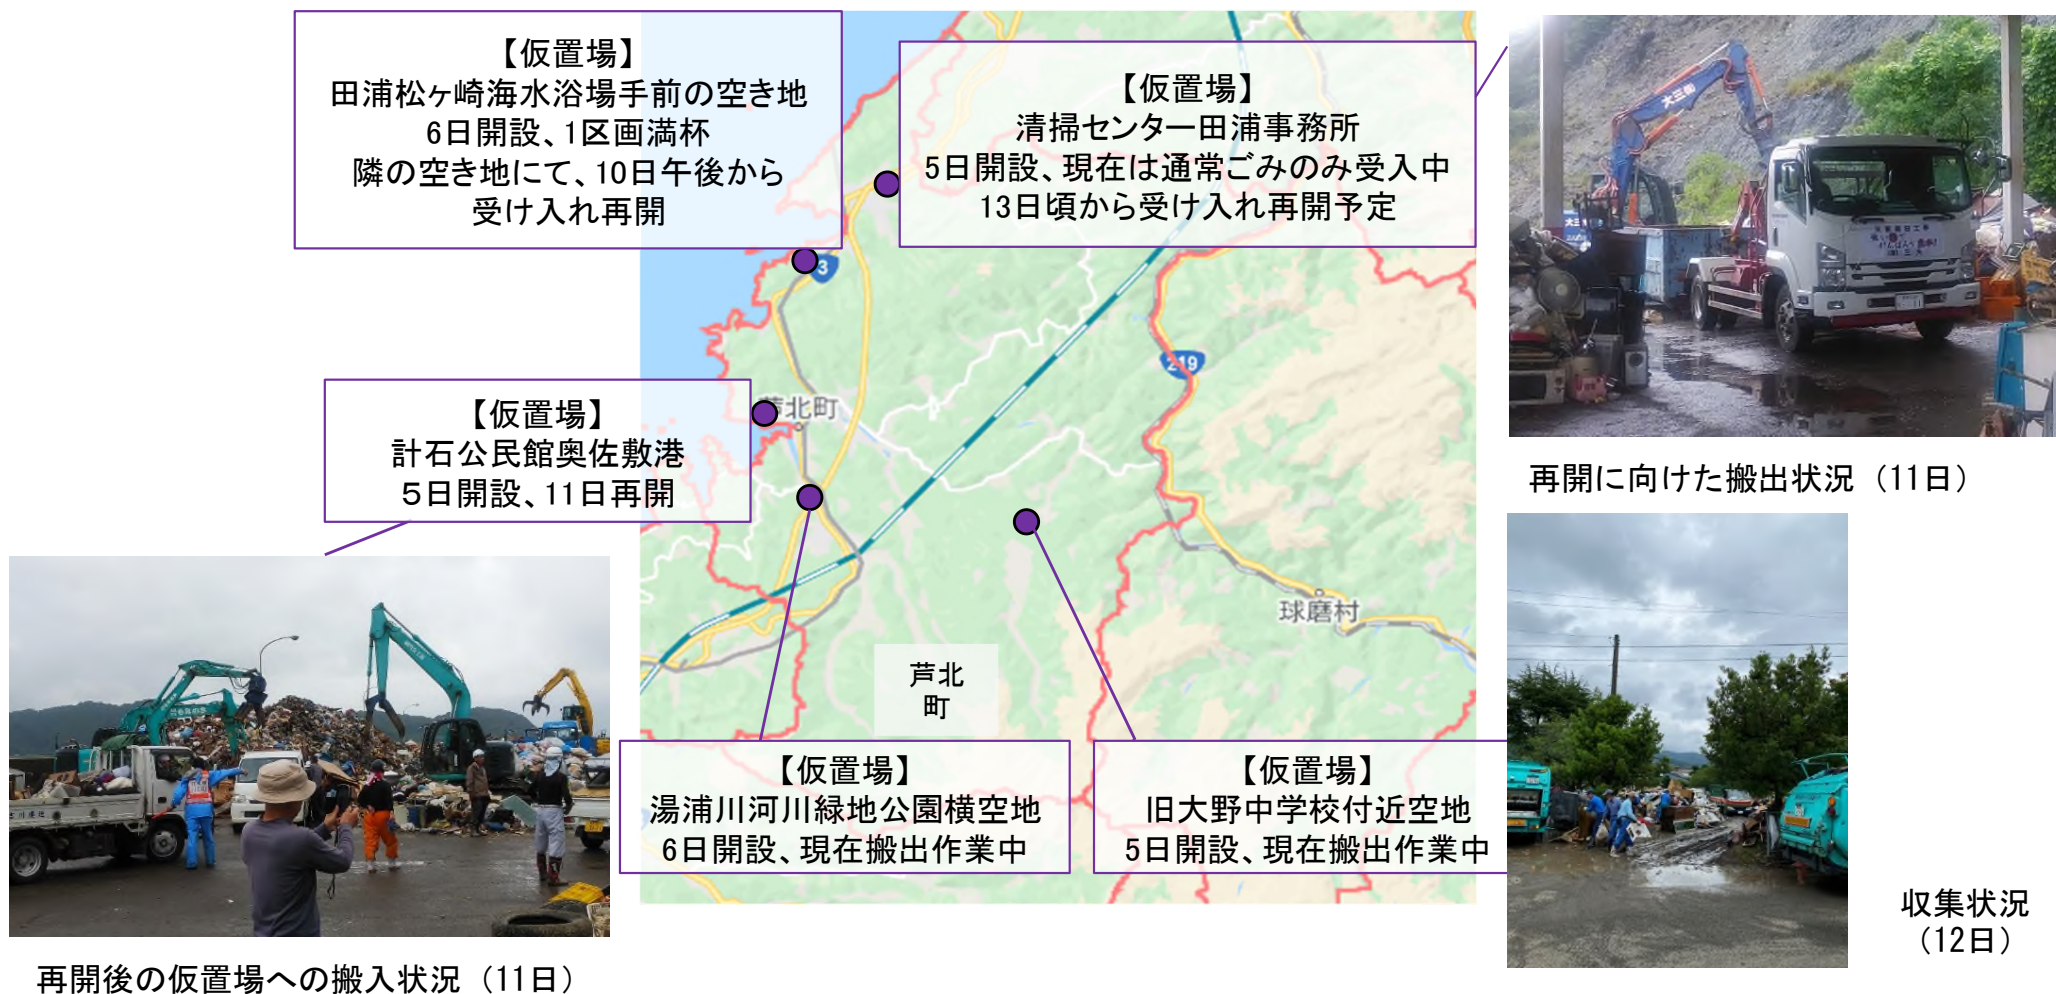 【仮置場】
田浦松ヶ崎海水浴場手前の空き地
6日開設、1区画満杯
隣の空き地にて、10日午後から
受け入れ再開
【仮置場】
清掃センター田浦事務所
5日開設、現在は通常ごみのみ受入中
13日頃から受け入れ再開予定
3
219
【仮置場】
計石公民館奥佐敷港
５日開設、11日再開
芦北町
球磨村
芦北
町
【仮置場】
湯浦川河川緑地公園横空地
6日開設、現在搬出作業中
【仮置場】
旧大野中学校付近空地
5日開設、現在搬出作業中
再開に向けた搬出状況（11日）
収集状況
（12日）
再開後の仮置場への搬入状況（11日）